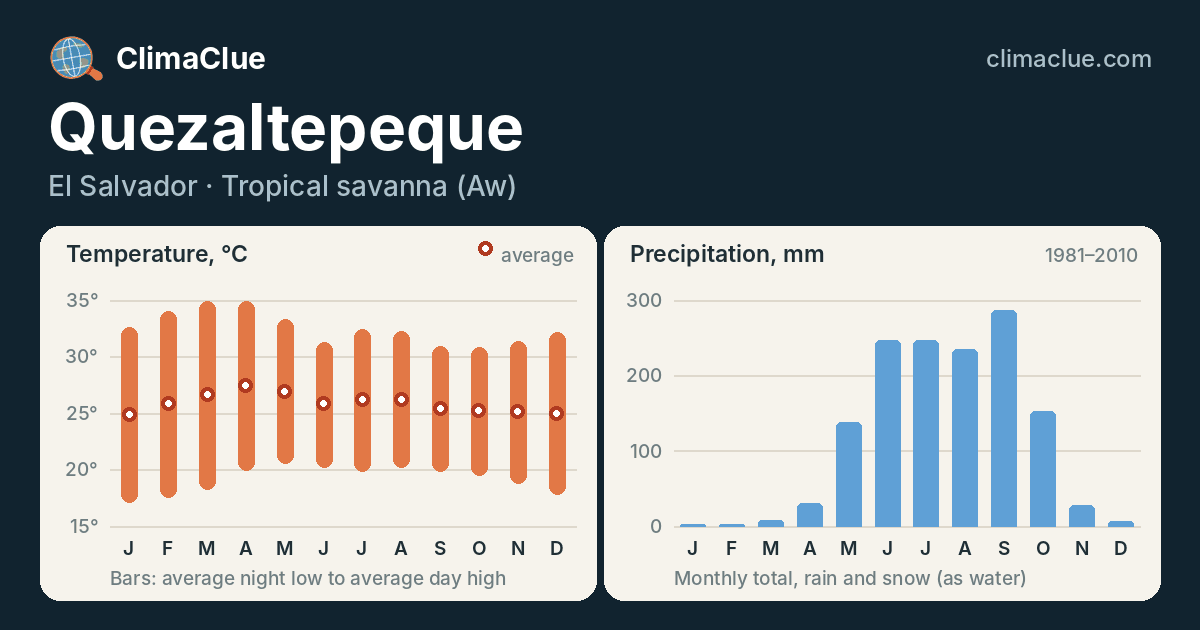 ClimaClue
climaclue.com
Quezaltepeque
El Salvador · Tropical savanna (Aw)
Temperature, °C
average
35°
30°
25°
20°
15°
J F M A M J J A S O N D
Bars: average night low to average day high
Precipitation, mm
1981–2010
300
200
100
0
J F M A M J J A S O N D
Monthly total, rain and snow (as water)